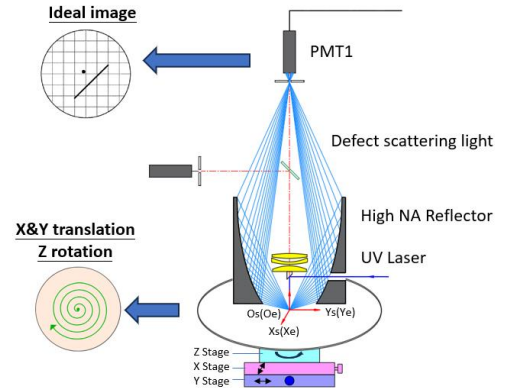 Ideal image
PMT1
Defect scattering light
High NA Reflector
X&Y translation
Z rotation
UV Laser
Os(Oe)
Ys(Ye)
Xs(Xe)
Z Stage
X Stage
Y Stage